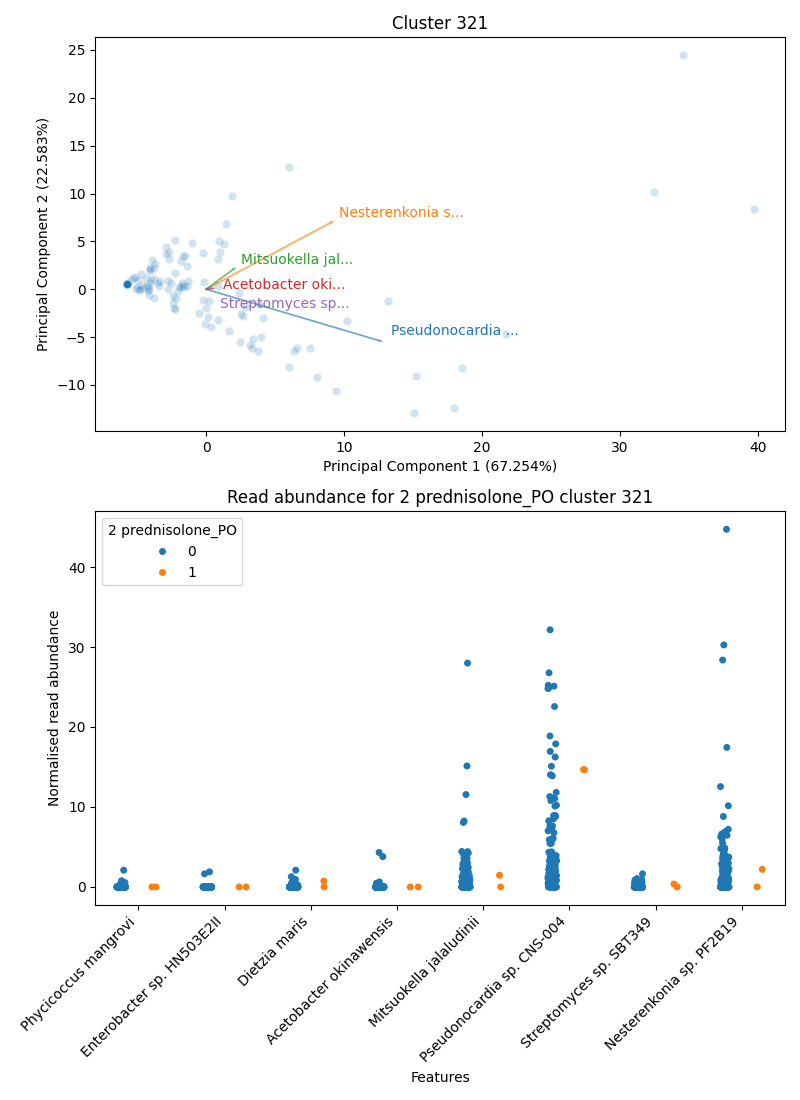 Cluster 321
Principal Component 2 (22.583%)
25
20
15
10
5
0
−5
−10
Nesterenkonia s...
Mitsuokella jal...
Acetobacter oki...
Streptomyces sp...
Pseudonocardia ...
0
10
20
30
40
Principal Component 1 (67.254%)
Read abundance for 2 prednisolone_PO cluster 321
Normalised read abundance
2 prednisolone_PO
0
1
40
30
20
10
0
Phycicoccus mangrovi
Enterobacter sp. HN503E2II
Dietzia maris
Acetobacter okinawensis
Mitsuokella jalaludinii
Pseudonocardia sp. CNS-004
Streptomyces sp. SBT349
Nesterenkonia sp. PF2B19
Features